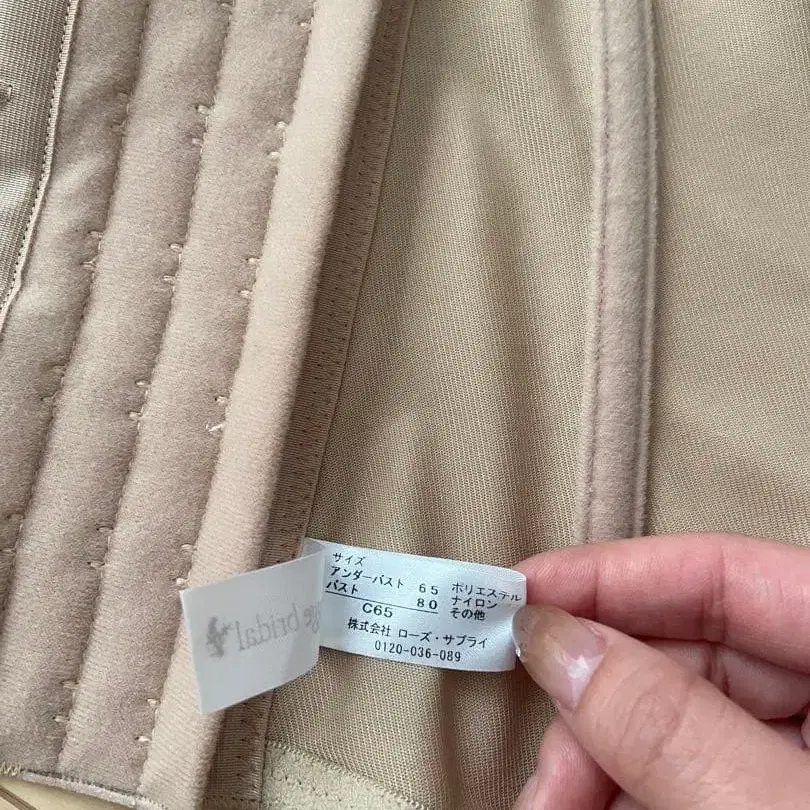 サイズ
アンダーバスト 65 ポリエステル
バスト 80 ナイロン
C65 その他
株式会社 ローズ・サプライ
0120-036-089
bridal